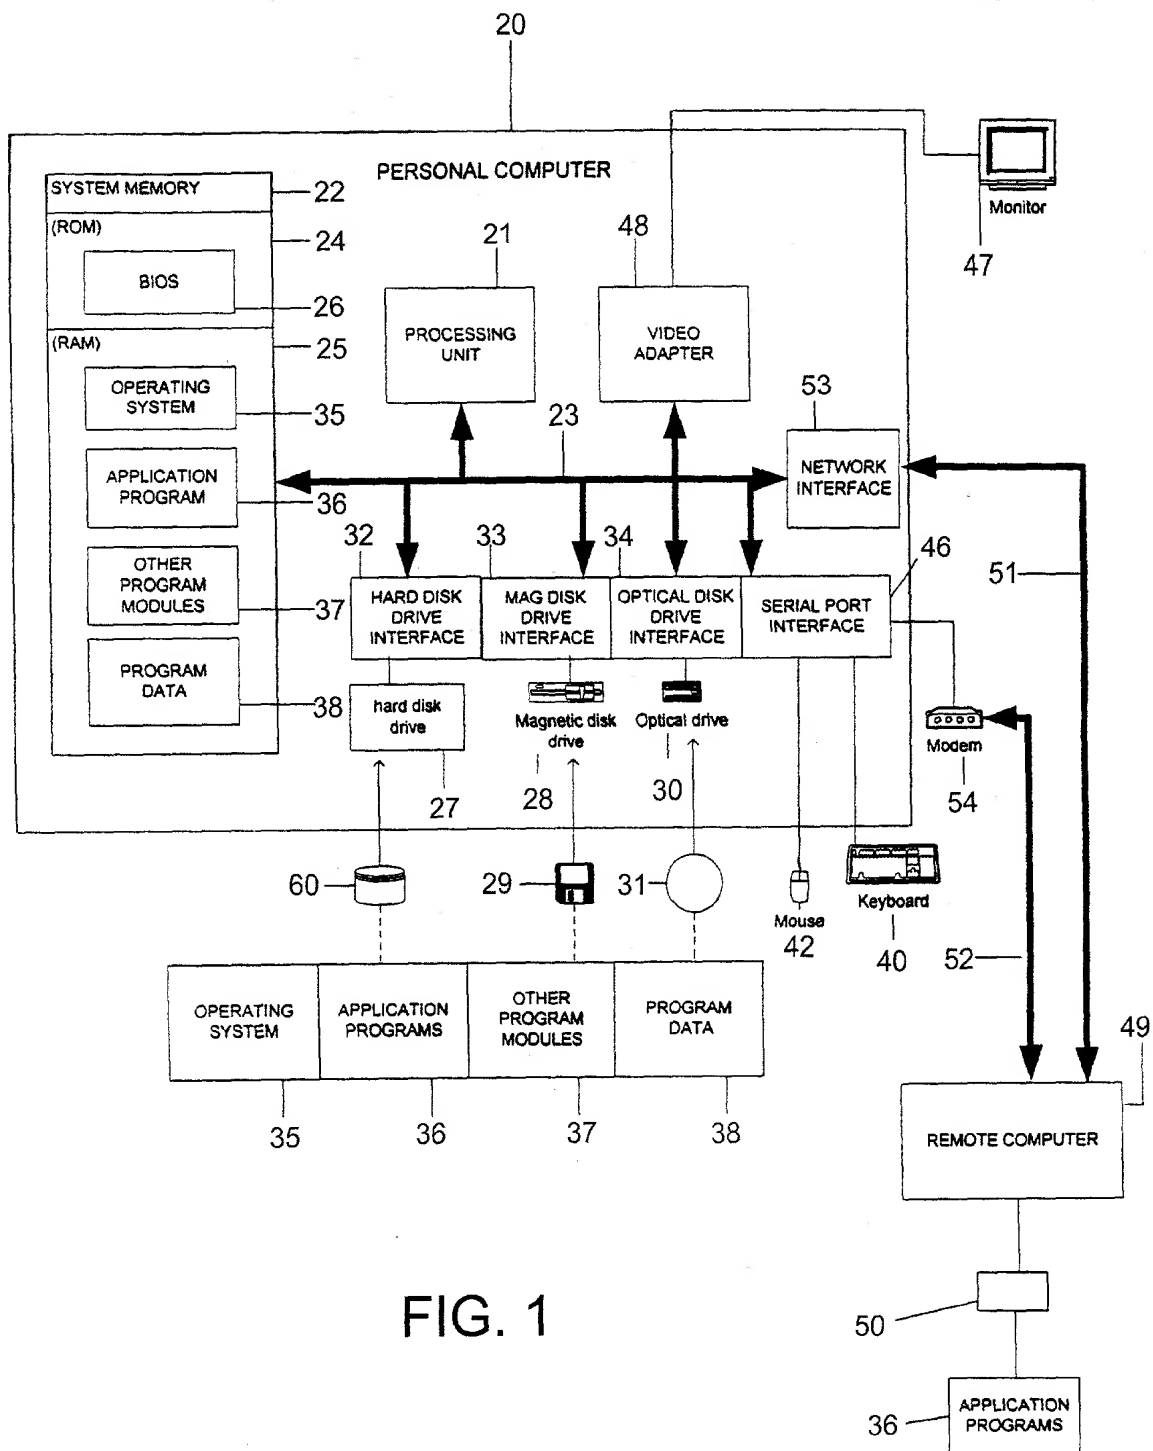 20
PERSONAL COMPUTER
SYSTEM MEMORY
22
(ROM)
24
BIOS
26
(RAM)
25
OPERATING
SYSTEM
35
APPLICATION
PROGRAM
36
OTHER
PROGRAM
MODULES
37
PROGRAM
DATA
38
21
PROCESSING
UNIT
48
VIDEO
ADAPTER
Monitor
47
23
53
NETWORK
INTERFACE
32
HARD DISK
DRIVE
INTERFACE
33
MAG DISK
DRIVE
INTERFACE
34
OPTICAL DISK
DRIVE
INTERFACE
46
SERIAL PORT
INTERFACE
51
hard disk
drive
27
Magnetic disk
drive
28
Optical drive
30
Modem
54
60
29
31
Mouse
42
Keyboard
40
52
OPERATING
SYSTEM
APPLICATION
PROGRAMS
OTHER
PROGRAM
MODULES
PROGRAM
DATA
35
36
37
38
49
REMOTE COMPUTER
50
36
APPLICATION
PROGRAMS
FIG. 1